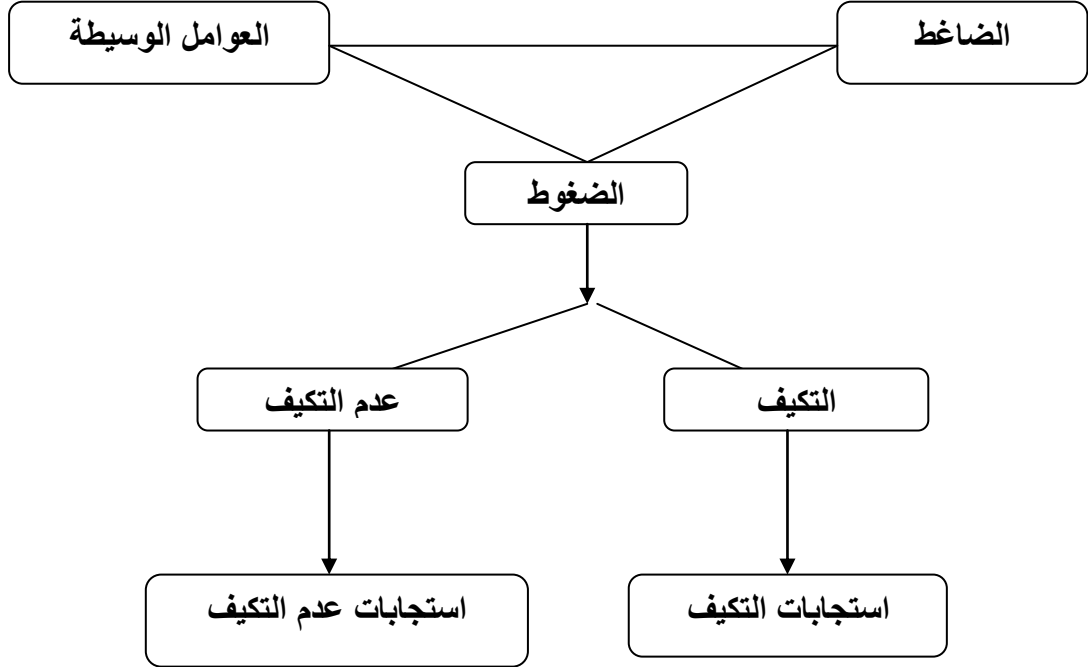 الضاغط
العوامل الوسيطة
الضغوط
التكيف
عدم التكيف
استجابات التكيف
استجابات عدم التكيف